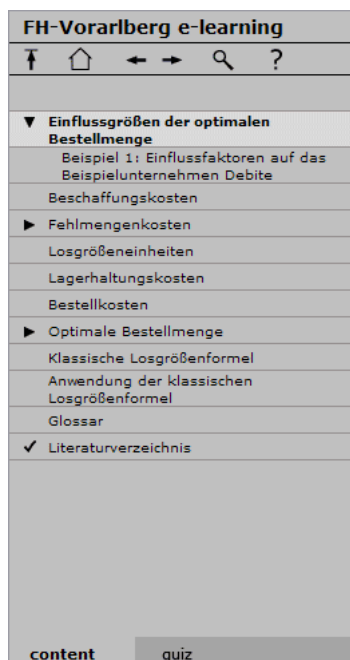 FH-Vorarlberg e-learning
?
Einflussgrößen der optimalen
Bestellmenge
Beispiel 1: Einflussfaktoren auf das
Beispielunternehmen Debite
Beschaffungskosten
Fehlmengenkosten
Losgrößeneinheiten
Lagerhaltungskosten
Bestellkosten
Optimale Bestellmenge
Klassische Losgrößenformel
Anwendung der klassischen
Losgrößenformel
Glossar
Literaturverzeichnis
content quiz